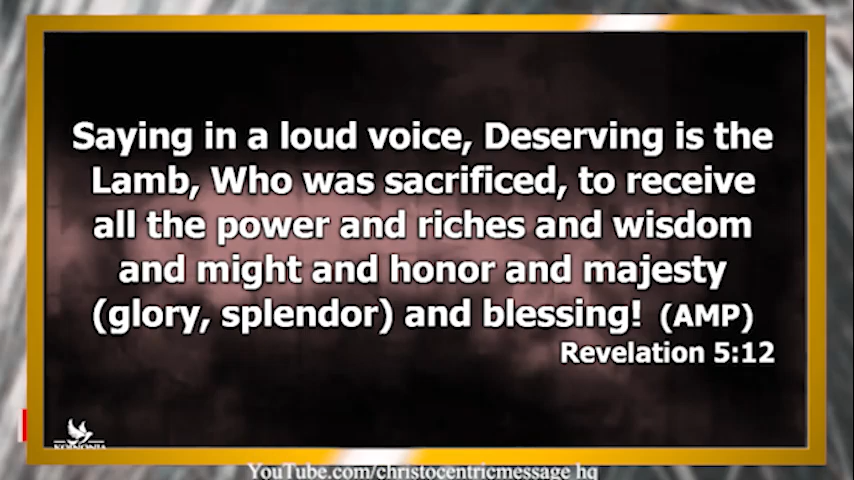 Saying in a loud voice, Deserving is the
Lamb, Who was sacrificed, to receive
all the power and riches and wisdom
and might and honor and majesty
(glory, splendor) and blessing! (AMP)
Revelation 5:12
KOINONIA
YouTube.com/christocentricmessage hq